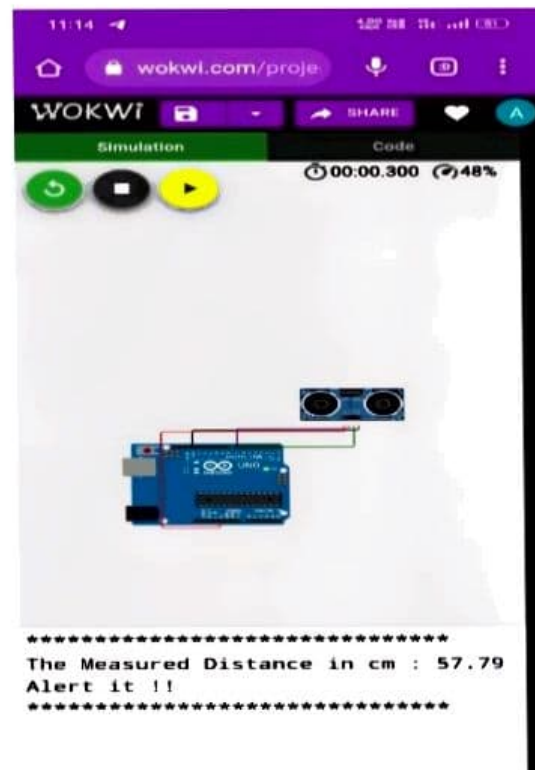 11:14
wokwi.com/proje
:D
WOKWI
SHARE
A
Simulation
Code
00:00.300
48%
UNO
*******************************
The Measured Distance in cm : 57.79
Alert it !!
*******************************